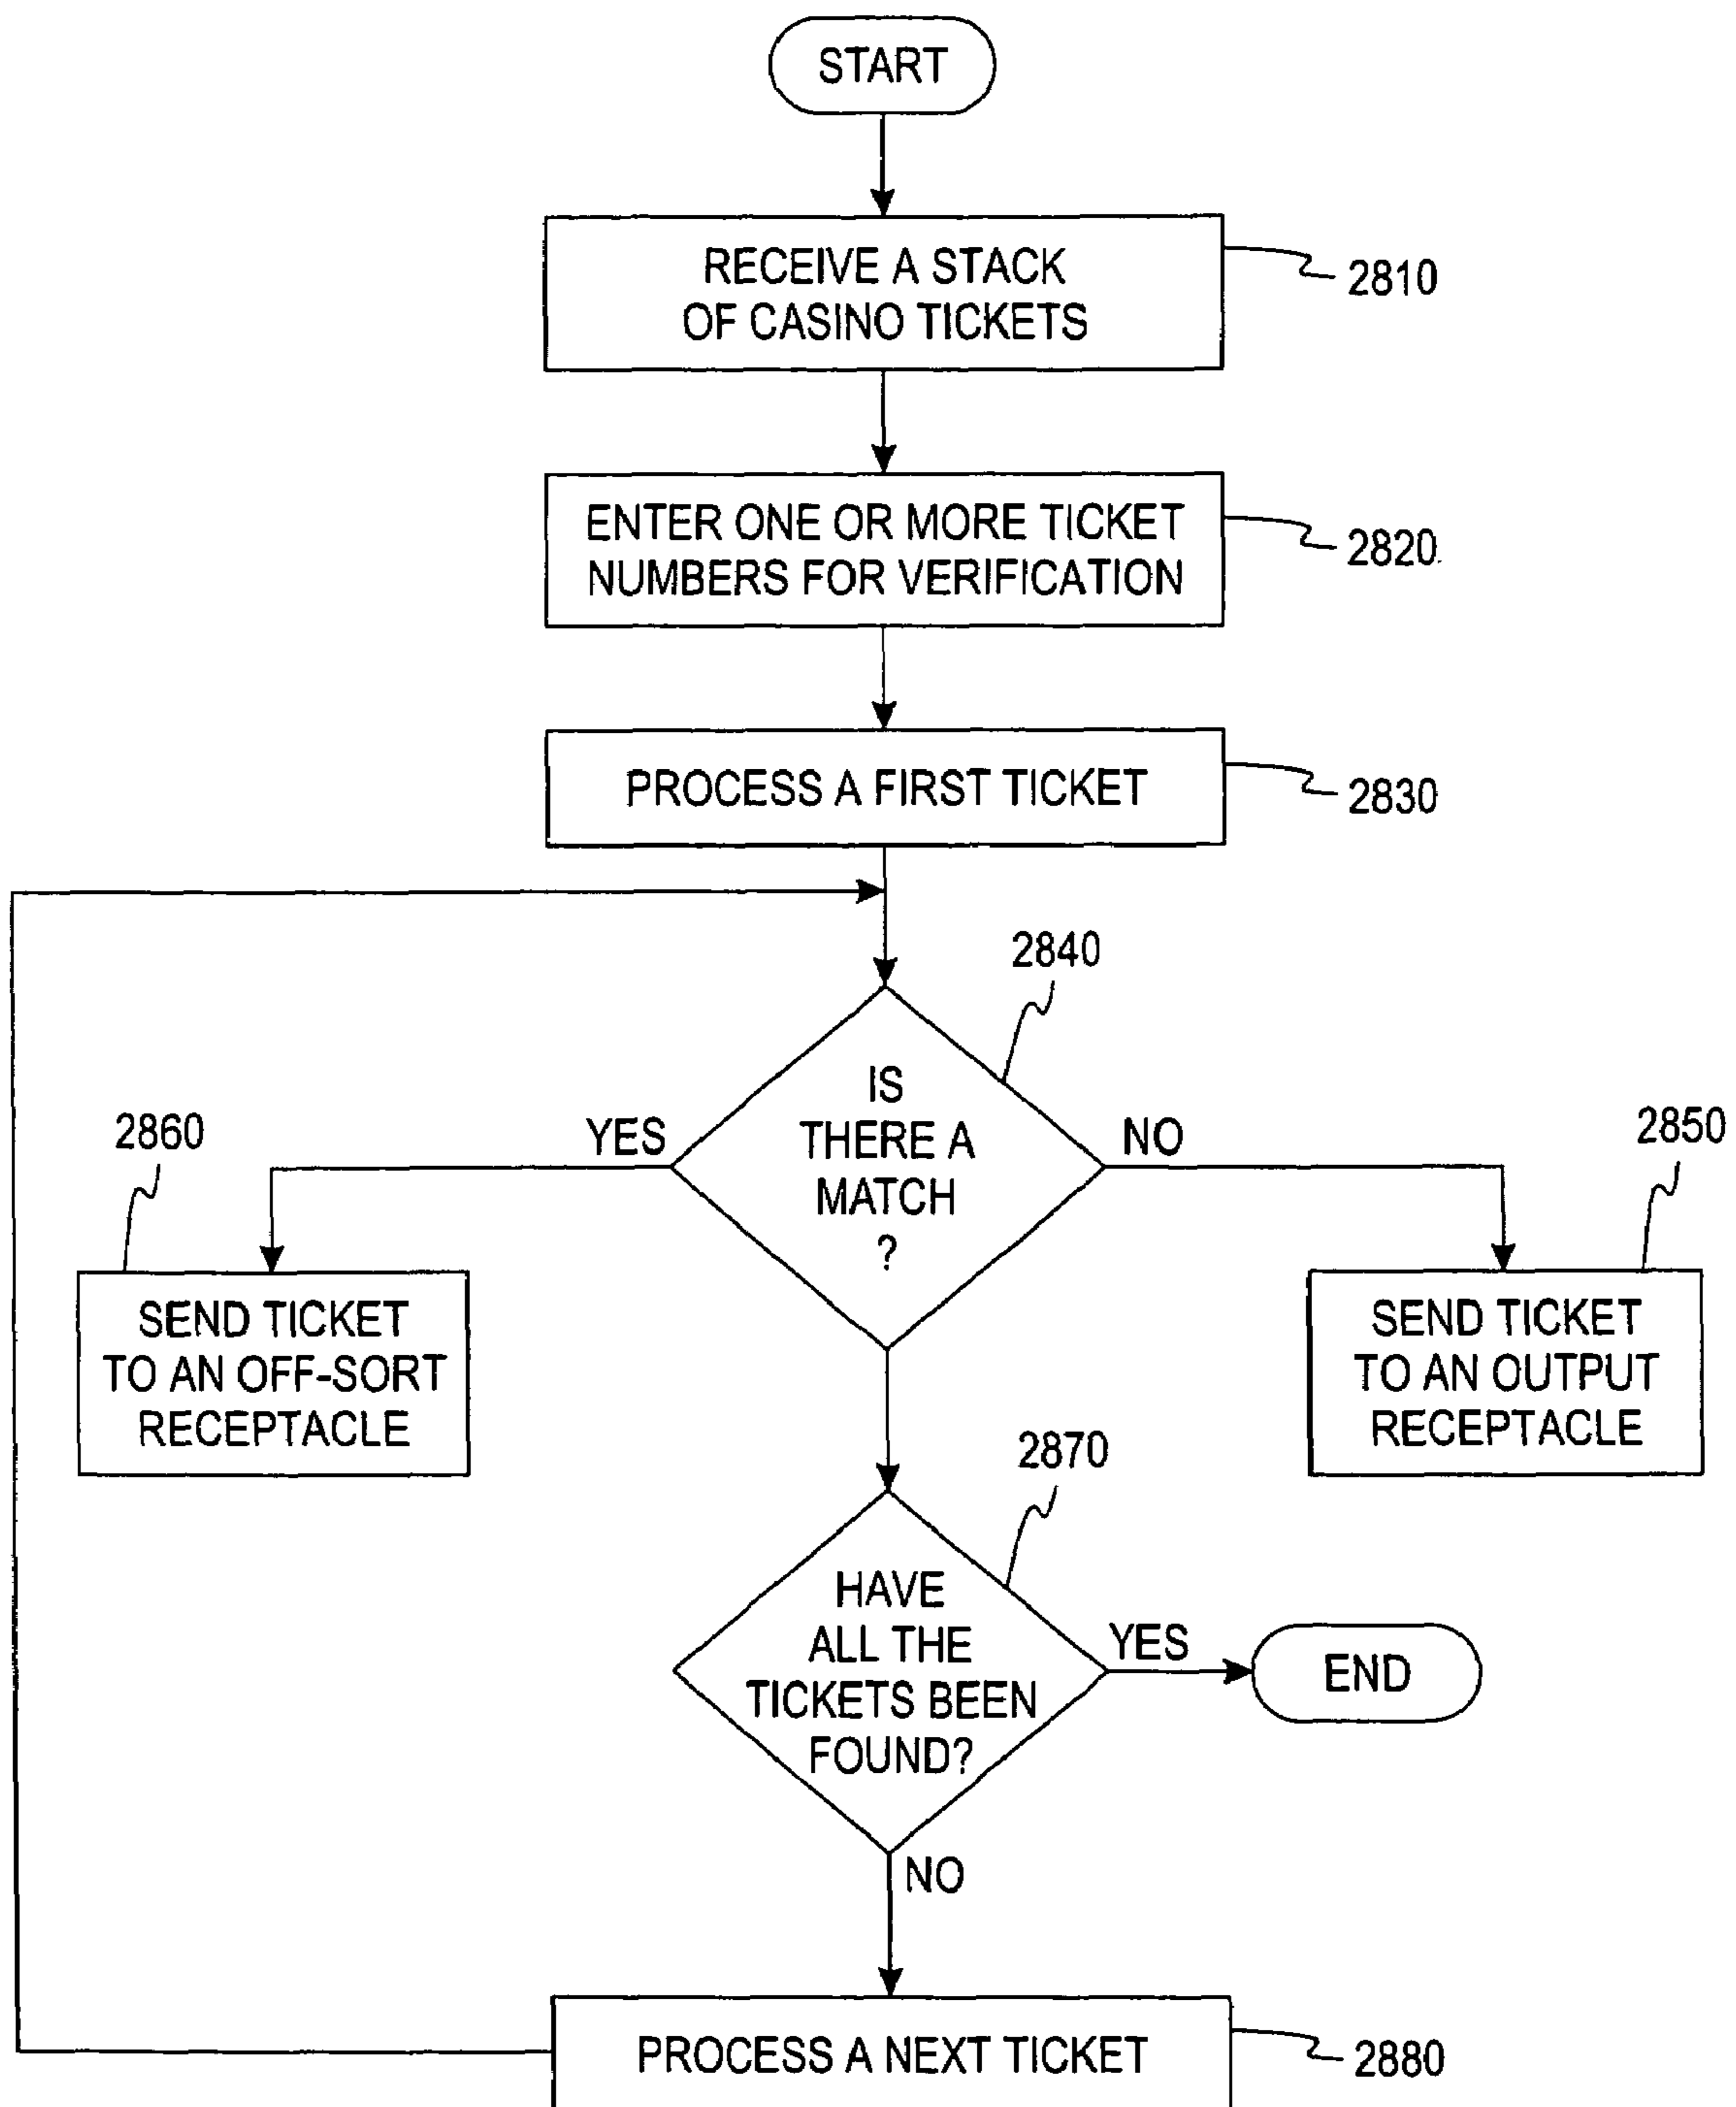 START
RECEIVE A STACK
OF CASINO TICKETS
2810
ENTER ONE OR MORE TICKET
NUMBERS FOR VERIFICATION
2820
PROCESS A FIRST TICKET
2830
2840
IS
THERE A
MATCH
?
YES
NO
2860
2850
SEND TICKET
TO AN OFF-SORT
RECEPTACLE
SEND TICKET
TO AN OUTPUT
RECEPTACLE
2870
HAVE
ALL THE
TICKETS BEEN
FOUND?
YES
END
NO
PROCESS A NEXT TICKET
2880